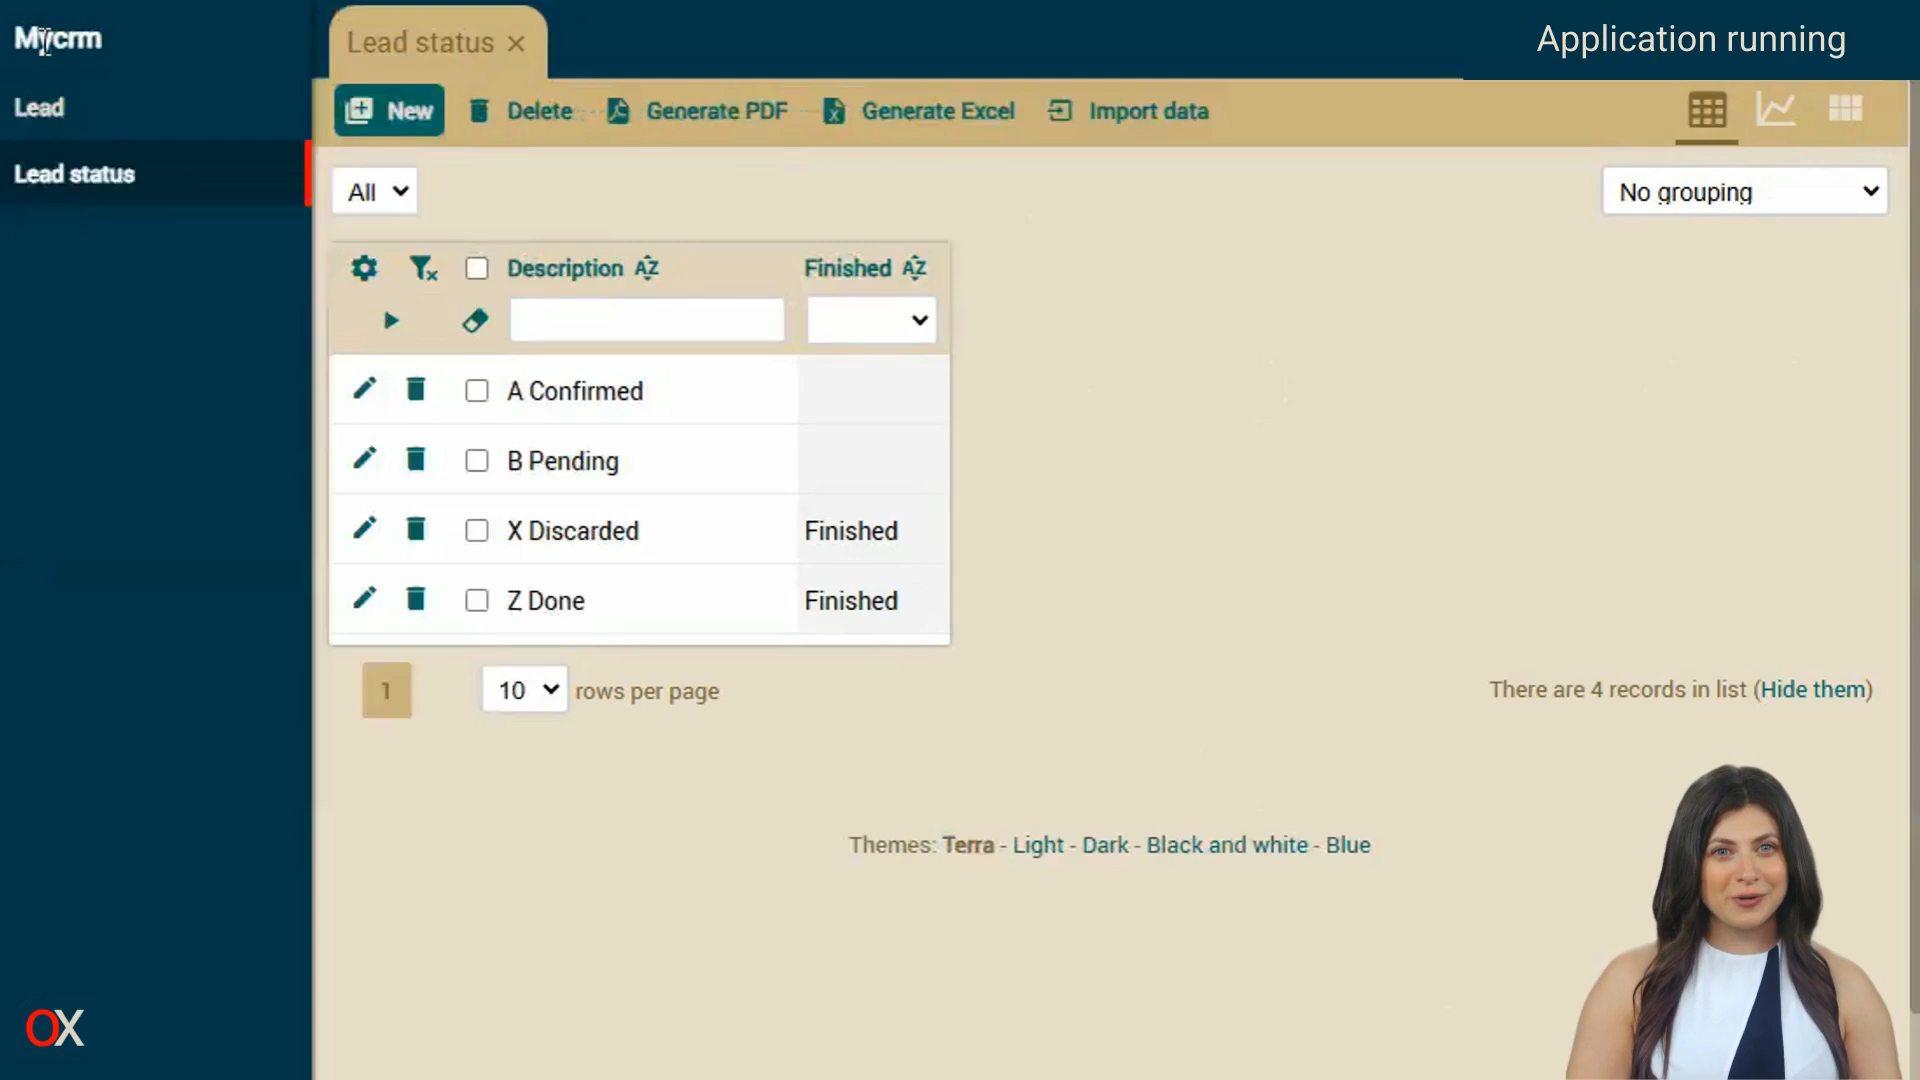 Mycrm
Lead
Lead status
Lead status
Application running
New Delete Generate PDF Generate Excel Import data
All
No grouping
Description AZ Finished AZ
A Confirmed
B Pending
X Discarded Finished
Z Done Finished
1 10 rows per page
There are 4 records in list (Hide them)
Themes: Terra - Light - Dark - Black and white - Blue
OX